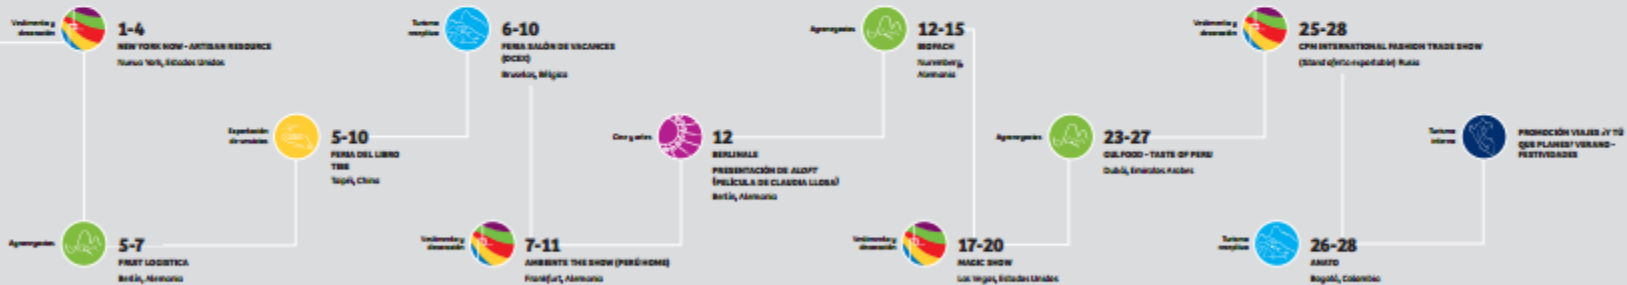 Vestimenta y
decoración
1-4
NEW YORK NOW - ARTISAN RESOURCE
Nueva York, Estados Unidos
Agronegocios
5-7
FRUIT LOGISTICA
Berlín, Alemania
Exportación
de servicios
5-10
FERIA DEL LIBRO
TIBE
Taipéi, China
Turismo
receptivo
6-10
FERIA SALÓN DE VACANCES
(OCEX)
Bruselas, Bélgica
Vestimenta y
decoración
7-11
AMBIENTE THE SHOW (PERÚ HOME)
Frankfurt, Alemania
Cine y artes
12
BERLINALE
PRESENTACIÓN DE ALOFT
(PELÍCULA DE CLAUDIA LLOSA)
Berlín, Alemania
Agronegocios
12-15
BIOFACH
Nuremberg,
Alemania
Vestimenta y
decoración
17-20
MAGIC SHOW
Las Vegas, Estados Unidos
Agronegocios
23-27
GULFOOD - TASTE OF PERU
Dubái, Emiratos Árabes
Vestimenta y
decoración
25-28
CPM INTERNATIONAL FASHION TRADE SHOW
(Stand oferta exportable) Rusia
Turismo
receptivo
26-28
ANATO
Bogotá, Colombia
Turismo
interno
PROMOCIÓN VIAJES ¿Y TÚ
QUE PLANES? VERANO -
FESTIVIDADES